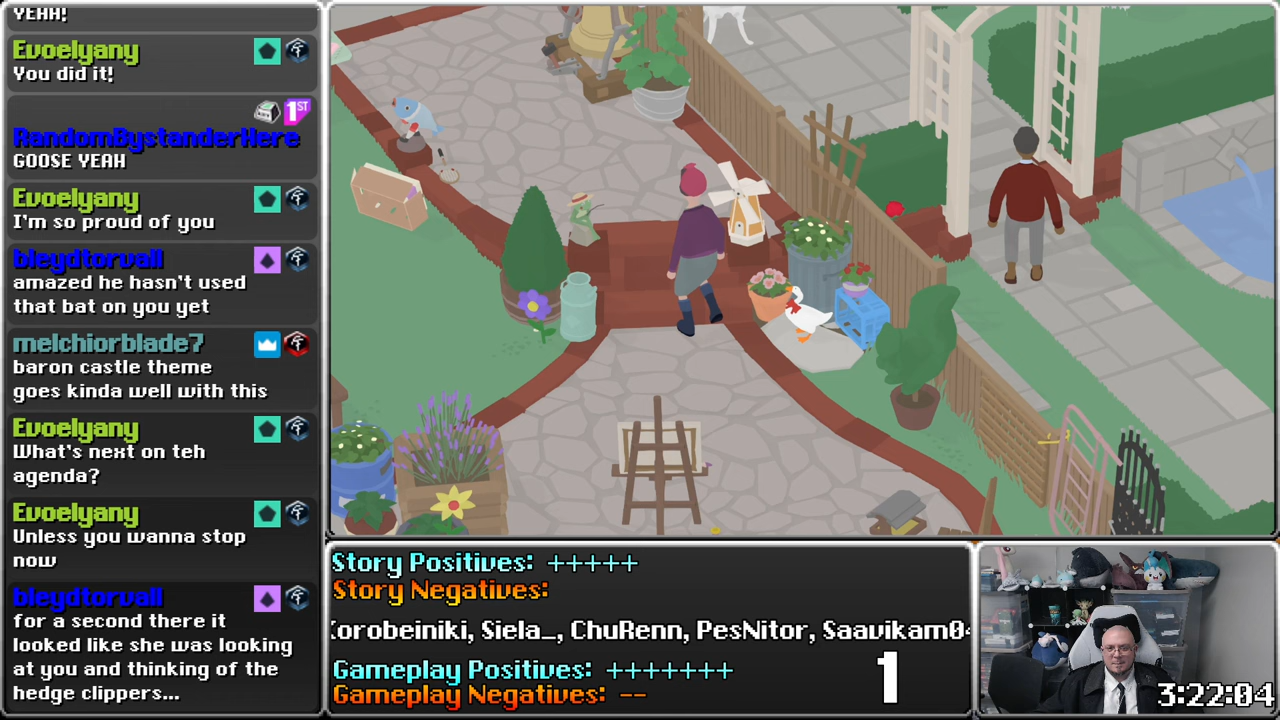 YEAH!
Evoelyany
You did it!
1ST
RandomBystanderHere
GOOSE YEAH
Evoelyany
I'm so proud of you
bleydtorvall
amazed he hasn't used
that bat on you yet
melchiorblade7
baron castle theme
goes kinda well with this
Evoelyany
What's next on teh
agenda?
Evoelyany
Unless you wanna stop
now
bleydtorvall
for a second there it
looked like she was looking
at you and thinking of the
hedge clippers...
Story Positives: +++++
Story Negatives:
Korobeiniki, Siela_, ChuRenn, PesNitor, Saavikam0
Gameplay Positives: +++++++
Gameplay Negatives: --
1
3:22:04